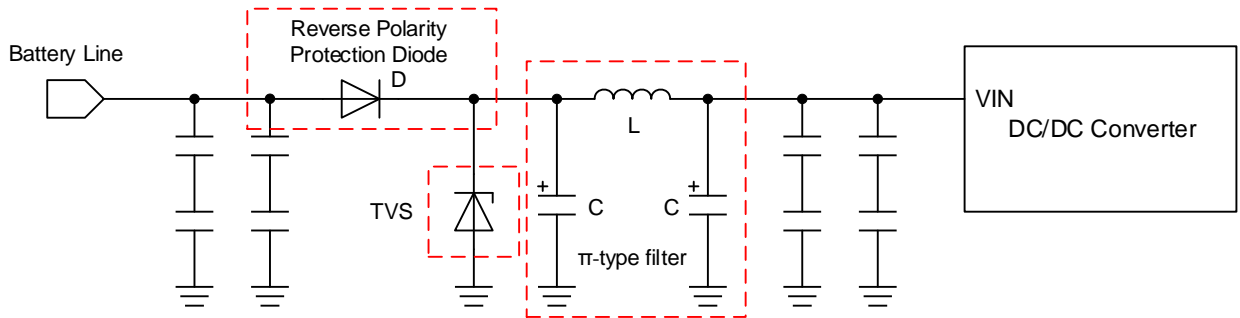 Reverse Polarity
Protection Diode
Battery Line
D
VIN
DC/DC Converter
L
TVS
+
C
C
+
π-type filter